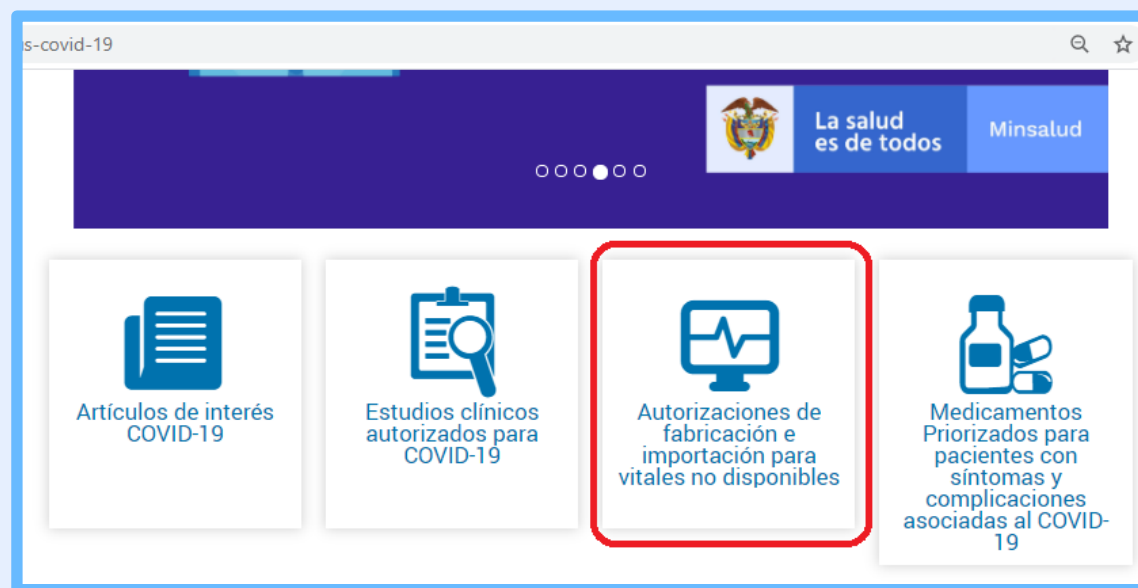 s-covid-19
La salud
es de todos
Minsalud
Artículos de interés
COVID-19
Estudios clínicos
autorizados para
COVID-19
Autorizaciones de
fabricación e
importación para
vitales no disponibles
Medicamentos
Priorizados para
pacientes con
síntomas y
complicaciones
asociadas al COVID-
19